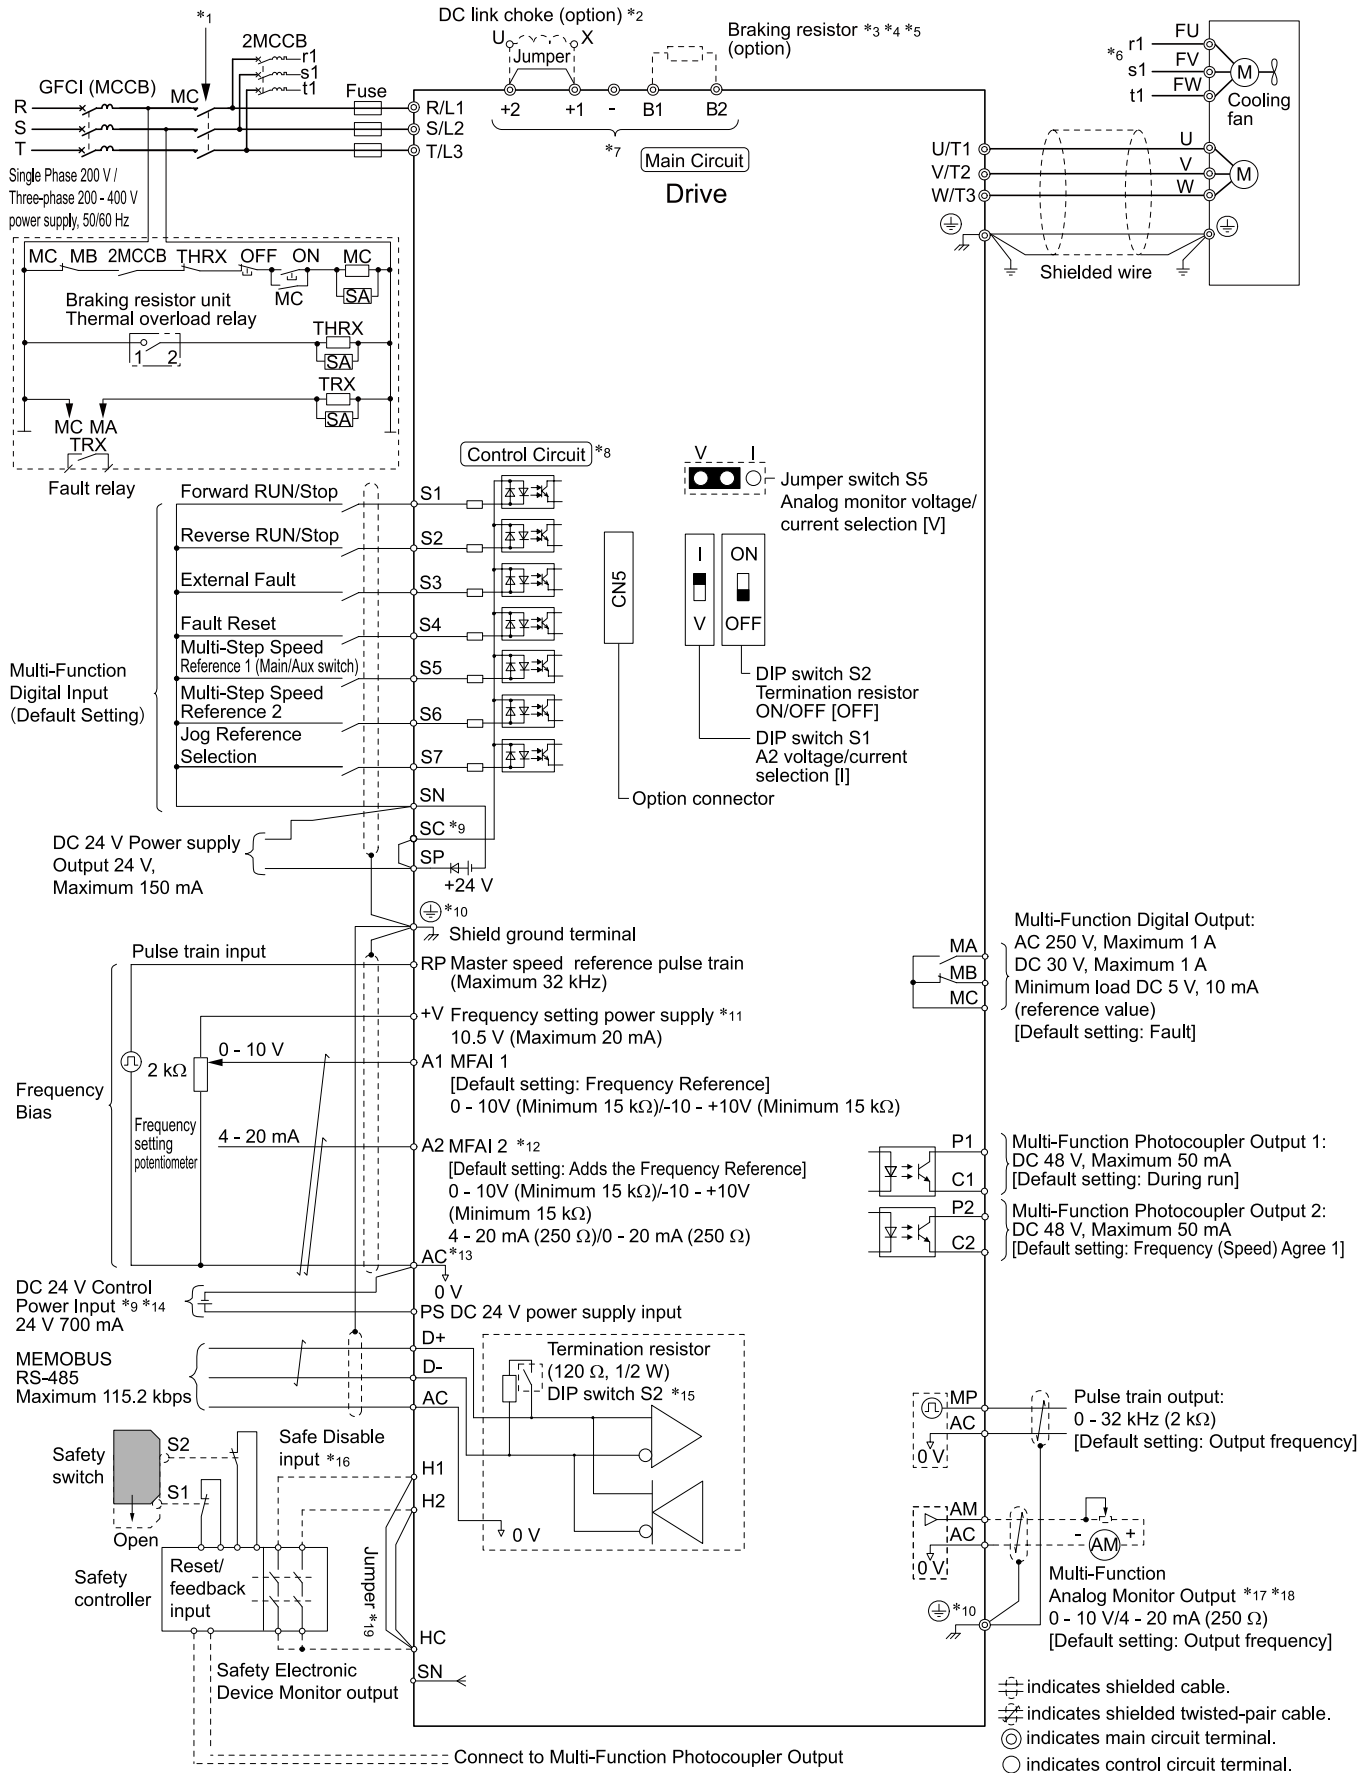 *1
DC link choke (option) *2
U
X
Jumper
Braking resistor *3 *4 *5
(option)
2MCCB
r1
s1
t1
GFCI (MCCB)
MC
Fuse
R
S
T
R/L1
S/L2
T/L3
+2
+1
-
B1
B2
*7
Main Circuit
Drive
*6
r1
s1
t1
FU
FV
FW
M
Cooling
fan
U/T1
V/T2
W/T3
U
V
W
M
Shielded wire
Single Phase 200 V /
Three-phase 200 - 400 V
power supply, 50/60 Hz
MC
MB
2MCCB
THRX
OFF
ON
MC
MC
SA
Braking resistor unit
Thermal overload relay
1
2
THRX
SA
TRX
SA
MC
MA
TRX
Fault relay
Control Circuit *8
Multi-Function
Digital Input
(Default Setting)
Forward RUN/Stop
S1
Reverse RUN/Stop
S2
External Fault
S3
Fault Reset
S4
Multi-Step Speed
Reference 1 (Main/Aux switch)
S5
Multi-Step Speed
Reference 2
S6
Jog Reference
Selection
S7
SN
SC *9
SP
+24 V
DC 24 V Power supply
Output 24 V,
Maximum 150 mA
V
I
Jumper switch S5
Analog monitor voltage/
current selection [V]
CN5
I
V
ON
OFF
DIP switch S2
Termination resistor
ON/OFF [OFF]
DIP switch S1
A2 voltage/current
selection [I]
Option connector
*10
Shield ground terminal
Pulse train input
RP Master speed reference pulse train
(Maximum 32 kHz)
+V Frequency setting power supply *11
10.5 V (Maximum 20 mA)
0 - 10 V
2 kΩ
A1 MFAI 1
[Default setting: Frequency Reference]
0 - 10V (Minimum 15 kΩ)/-10 - +10V (Minimum 15 kΩ)
Frequency
Bias
Frequency
setting
potentiometer
4 - 20 mA
A2 MFAI 2 *12
[Default setting: Adds the Frequency Reference]
0 - 10V (Minimum 15 kΩ)/-10 - +10V
(Minimum 15 kΩ)
4 - 20 mA (250 Ω)/0 - 20 mA (250 Ω)
AC *13
0 V
DC 24 V Control
Power Input *9 *14
24 V 700 mA
PS DC 24 V power supply input
MEMOBUS
RS-485
Maximum 115.2 kbps
D+
D-
AC
Termination resistor
(120 Ω, 1/2 W)
DIP switch S2 *15
0 V
MA
MB
MC
Multi-Function Digital Output:
AC 250 V, Maximum 1 A
DC 30 V, Maximum 1 A
Minimum load DC 5 V, 10 mA
(reference value)
[Default setting: Fault]
P1
C1
Multi-Function Photocoupler Output 1:
DC 48 V, Maximum 50 mA
[Default setting: During run]
P2
C2
Multi-Function Photocoupler Output 2:
DC 48 V, Maximum 50 mA
[Default setting: Frequency (Speed) Agree 1]
MP
AC
0 V
Pulse train output:
0 - 32 kHz (2 kΩ)
[Default setting: Output frequency]
AM
AC
0 V
-
+
AM
Multi-Function
Analog Monitor Output *17 *18
0 - 10 V/4 - 20 mA (250 Ω)
[Default setting: Output frequency]
*10
Safety
switch
S2
S1
Open
Safe Disable
input *16
H1
H2
Jumper *19
HC
SN
Safety
controller
Reset/
feedback
input
Safety Electronic
Device Monitor output
Connect to Multi-Function Photocoupler Output
indicates shielded cable.
indicates shielded twisted-pair cable.
indicates main circuit terminal.
indicates control circuit terminal.